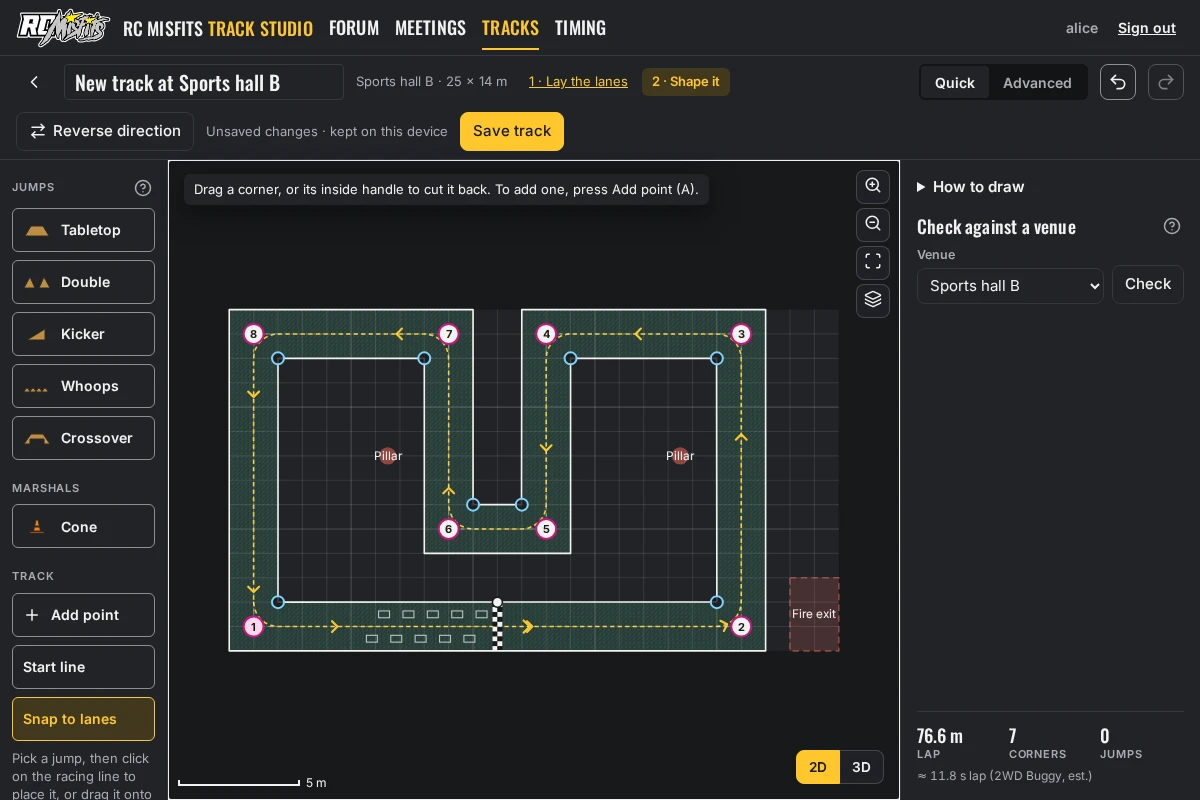 RC Misfits
RC MISFITS TRACK STUDIO
FORUM
MEETINGS
TRACKS
TIMING
alice
Sign out
New track at Sports hall B
Sports hall B · 25 × 14 m
1 · Lay the lanes
2 · Shape it
Quick
Advanced
Reverse direction
Unsaved changes · kept on this device
Save track
JUMPS
Tabletop
Double
Kicker
Whoops
Crossover
MARSHALS
Cone
TRACK
Add point
Start line
Snap to lanes
Pick a jump, then click
on the racing line to
place it, or drag it onto
Drag a corner, or its inside handle to cut it back. To add one, press Add point (A).
8
7
4
3
Pillar
Pillar
6
5
Fire exit
1
2
5 m
2D
3D
How to draw
Check against a venue
Venue
Sports hall B
Check
76.6 m
LAP
7
CORNERS
0
JUMPS
≈ 11.8 s lap (2WD Buggy, est.)